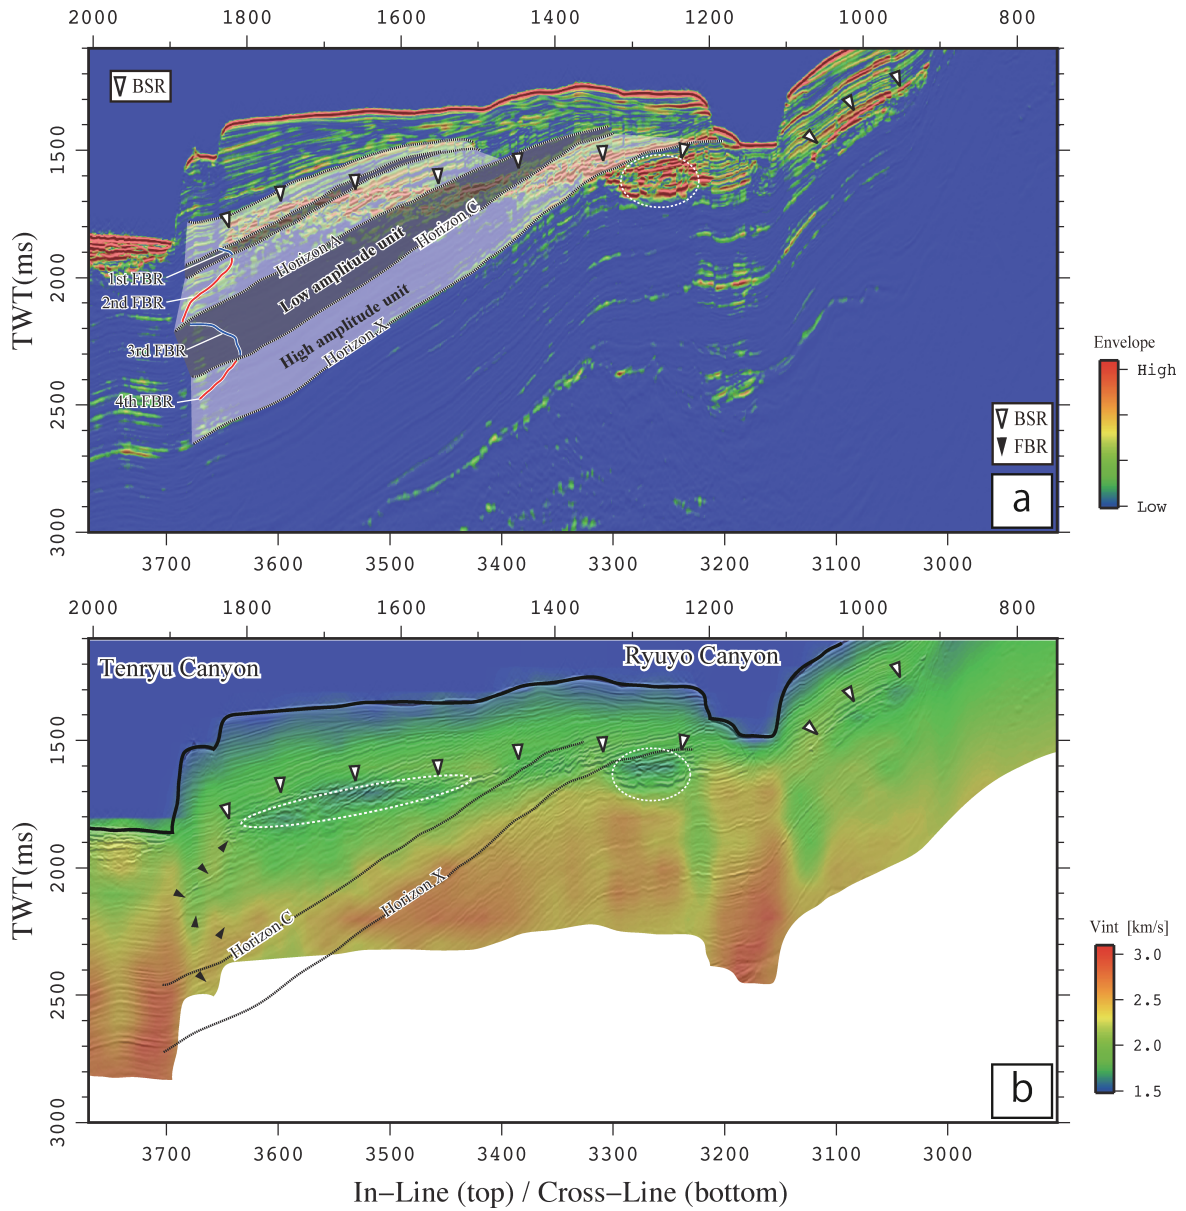 2000 1800 1600 1400 1200 1000 800
BSR
1500
2000
2500
3000
TWT(ms)
Horizon A
Horizon C
Low amplitude unit
High amplitude unit
Horizon X
1st FBR
2nd FBR
3rd FBR
4th FBR
BSR
FBR
a
Envelope
High
Low
3700 3600 3500 3400 3300 3200 3100 3000
2000 1800 1600 1400 1200 1000 800
Tenryu Canyon
Ryuyo Canyon
1500
2000
2500
3000
TWT(ms)
Horizon C
Horizon X
Vint [km/s]
3.0
2.5
2.0
1.5
b
3700 3600 3500 3400 3300 3200 3100 3000
In-Line (top) / Cross-Line (bottom)